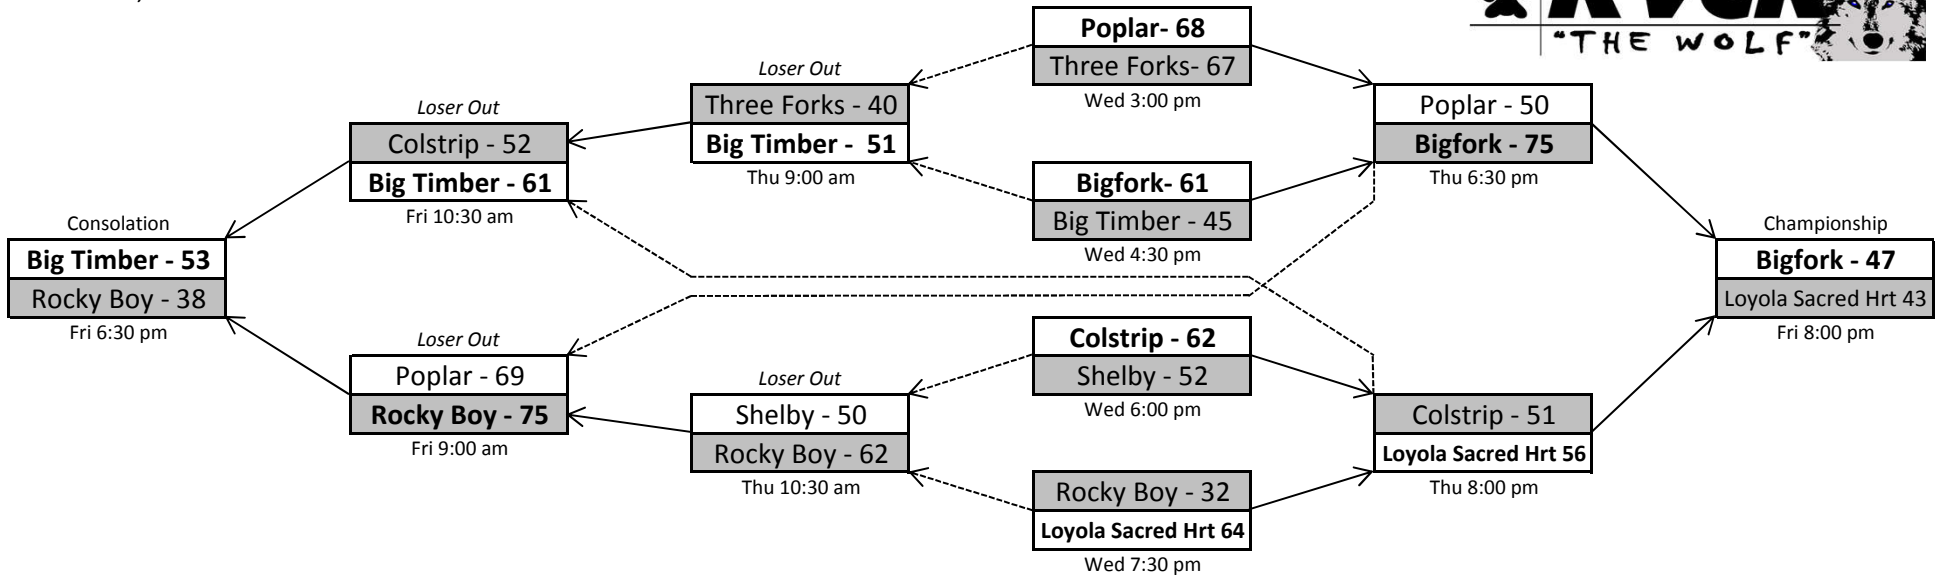 "THE WOLF"
Poplar- 68
Three Forks- 67
Wed 3:00 pm
Loser Out
Three Forks - 40
Big Timber - 51
Thu 9:00 am
Loser Out
Colstrip - 52
Big Timber - 61
Fri 10:30 am
Poplar - 50
Bigfork - 75
Thu 6:30 pm
Bigfork- 61
Big Timber - 45
Wed 4:30 pm
Consolation
Big Timber - 53
Rocky Boy - 38
Fri 6:30 pm
Championship
Bigfork - 47
Loyola Sacred Hrt 43
Fri 8:00 pm
Loser Out
Poplar - 69
Rocky Boy - 75
Fri 9:00 am
Loser Out
Shelby - 50
Rocky Boy - 62
Thu 10:30 am
Colstrip - 62
Shelby - 52
Wed 6:00 pm
Colstrip - 51
Loyola Sacred Hrt 56
Thu 8:00 pm
Rocky Boy - 32
Loyola Sacred Hrt 64
Wed 7:30 pm